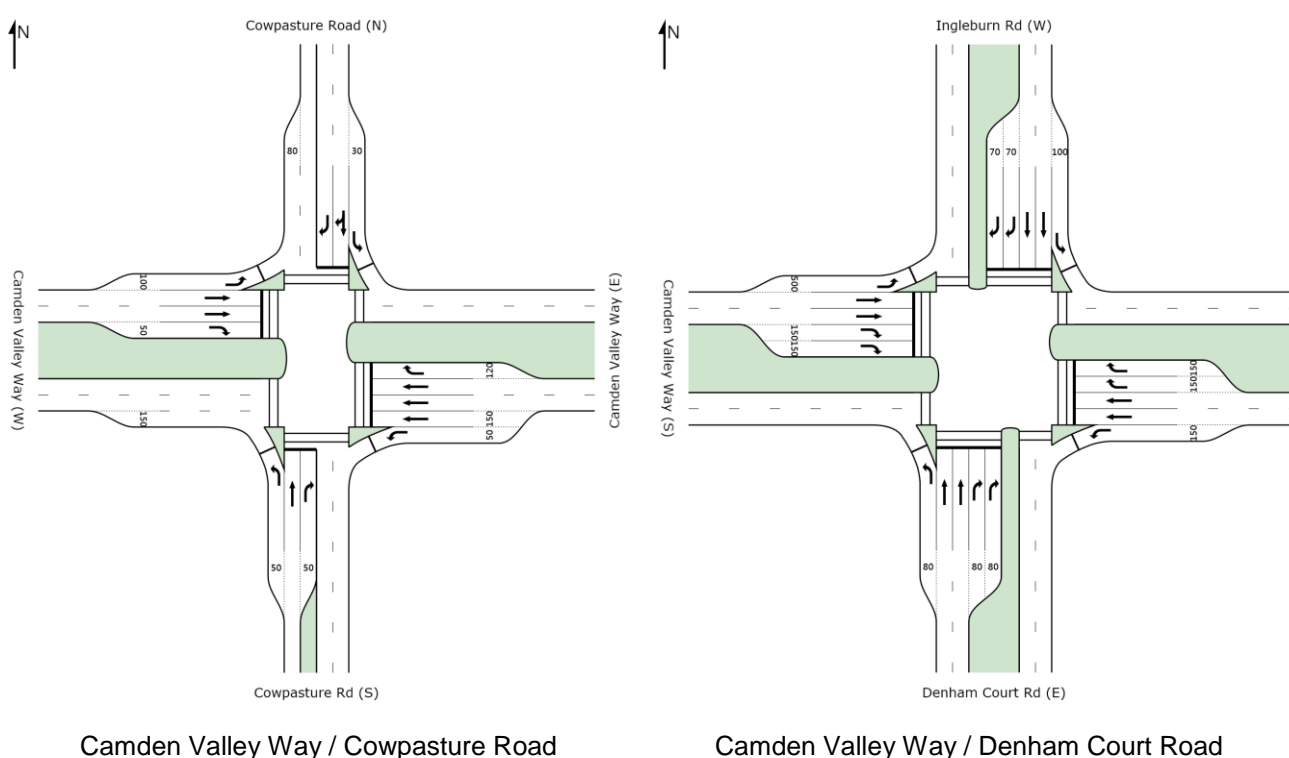 Cowpasture Road (N)
N
80
30
100
50
Camden Valley Way (W)
Camden Valley Way (E)
150
120
150
50
50
50
Cowpasture Rd (S)
Camden Valley Way / Cowpasture Road
Ingleburn Rd (W)
N
70
70
100
500
150
150
Camden Valley Way (S)
150
150
150
80
80
80
Denham Court Rd (E)
Camden Valley Way / Denham Court Road